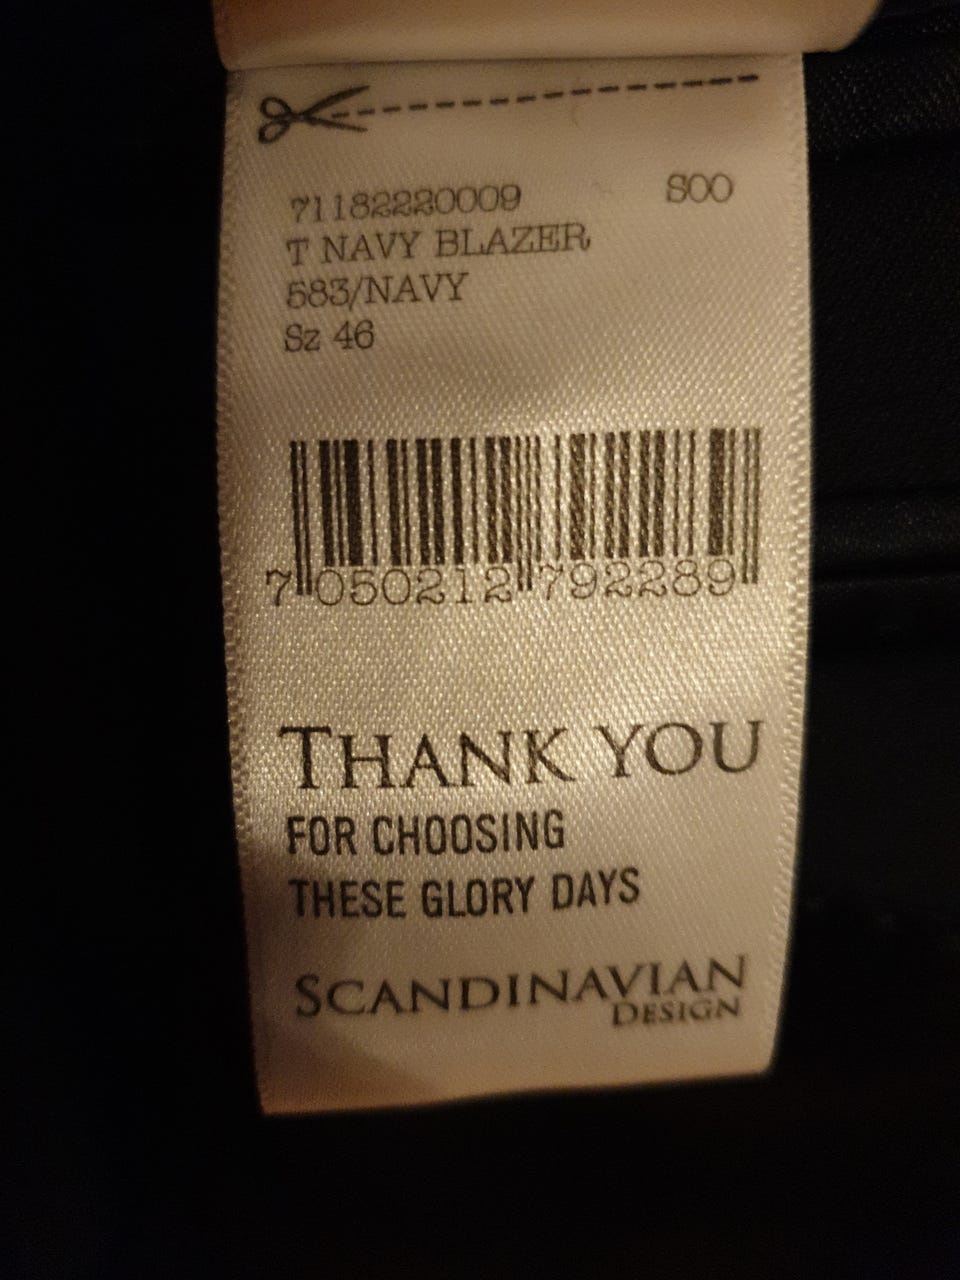 71182220009 S00
T NAVY BLAZER
583/NAVY
Sz 46
7 050212 792289
THANK YOU
FOR CHOOSING
THESE GLORY DAYS
SCANDINAVIAN
DESIGN